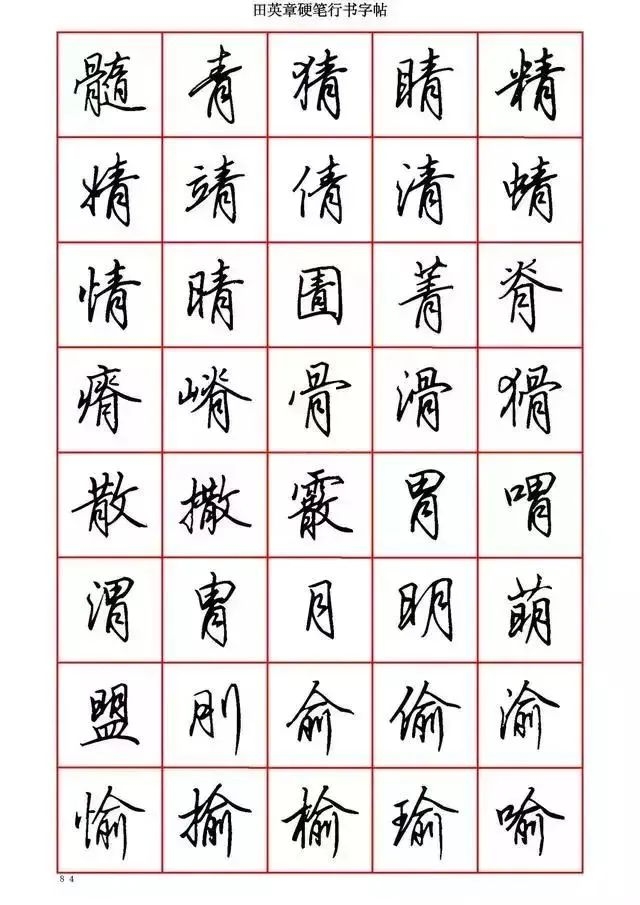 田英章硬笔行书字帖
髓 青 猜 睛 精
婧 靖 倩 清 蜻
情 晴 圊 菁 脊
瘠 嵴 骨 滑 猾
散 撒 霰 胃 喟
渭 胄 月 明 萌
盟 刖 俞 偷 渝
愉 揄 榆 瑜 喻
84